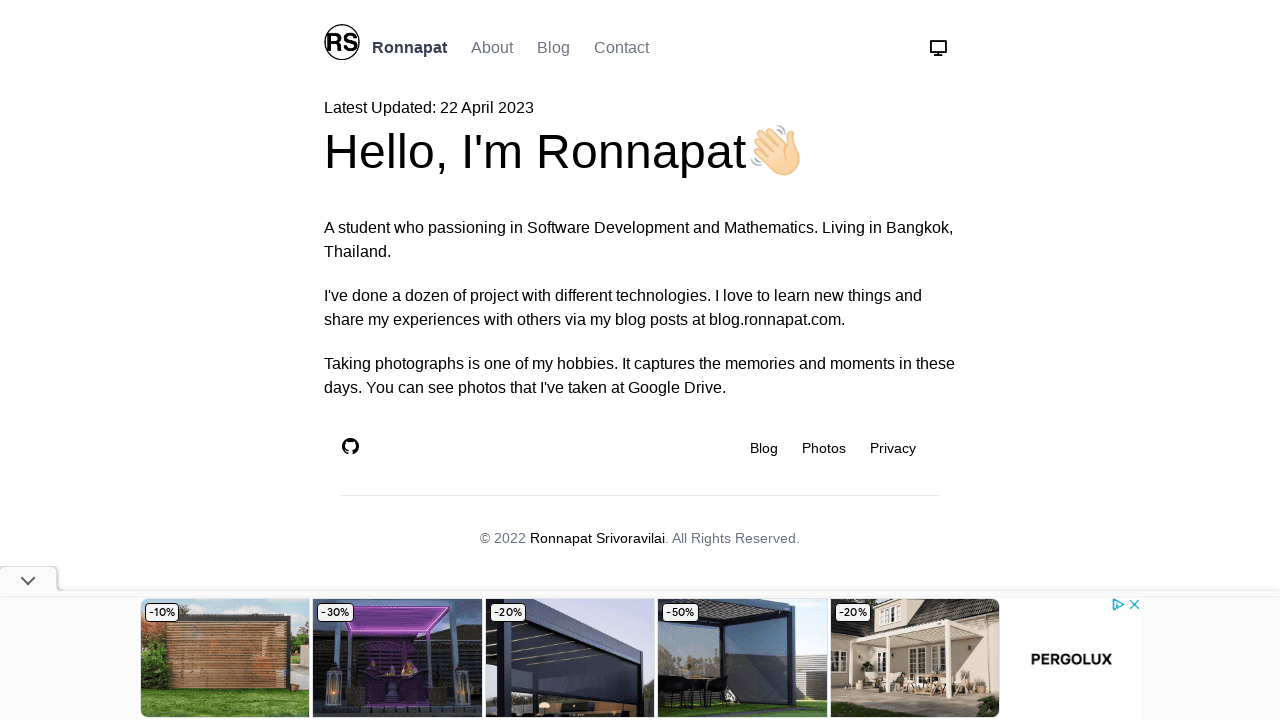 RS Ronnapat About Blog Contact
Latest Updated: 22 April 2023
Hello, I'm Ronnapat👋🏻
A student who passioning in Software Development and Mathematics. Living in Bangkok,
Thailand.
I've done a dozen of project with different technologies. I love to learn new things and
share my experiences with others via my blog posts at blog.ronnapat.com.
Taking photographs is one of my hobbies. It captures the memories and moments in these
days. You can see photos that I've taken at Google Drive.
Blog Photos Privacy
© 2022 Ronnapat Srivoravilai. All Rights Reserved.
-10% -30% -20% -50% -20%
PERGOLUX